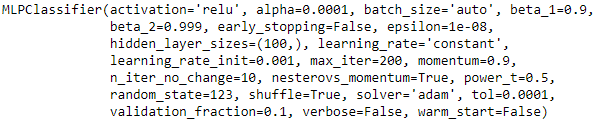 MLPClassifier(activation='relu', alpha=0.0001, batch_size='auto', beta_1=0.9,
beta_2=0.999, early_stopping=False, epsilon=1e-08,
hidden_layer_sizes=(100,), learning_rate='constant',
learning_rate_init=0.001, max_iter=200, momentum=0.9,
n_iter_no_change=10, nesterovs_momentum=True, power_t=0.5,
random_state=123, shuffle=True, solver='adam', tol=0.0001,
validation_fraction=0.1, verbose=False, warm_start=False)